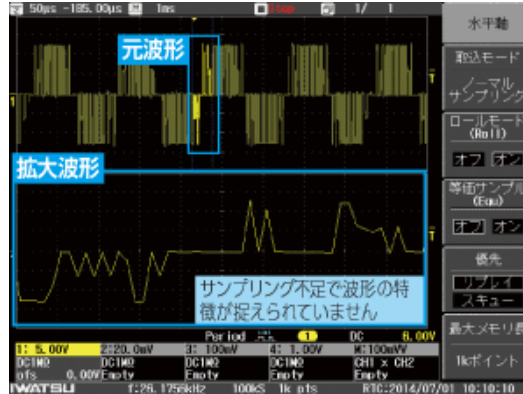 50μs -185.00μs 1ms Stop 1/ 1
水平軸
元波形
取込モード
ノーマル
サンプリング
ロールモード
(Roll)
オフ オン
拡大波形
等価サンプル
(Equ)
オフ オン
優先
リプレイ
スキュー
サンプリング不足で波形の特
徴が捉えられていません
最大メモリ長
1kポイント
Period 1 DC 6.00V
1: 5.00V 2:20.0mV 3: 100mV 4: 1.00V M:100mVV
DC1MΩ DC1MΩ DC1MΩ DC1MΩ CH1 × CH2
ofs 0.00V Empty Empty Empty Empty
IWATSU f:26.1756kHz 100kS 1k pts RTC:2014/07/01 10:10:10